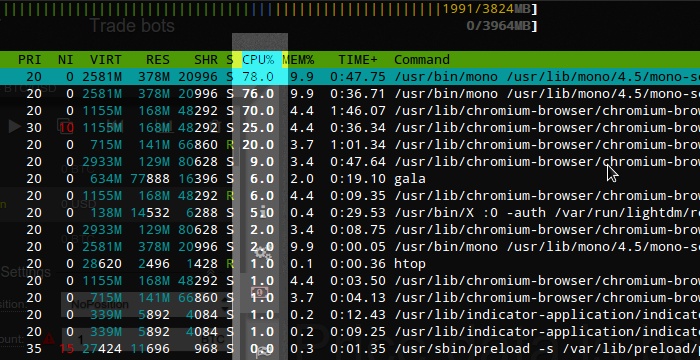 1991/3824MB]
Trade bots
0/3964MB]
PRI NI VIRT RES SHR S CPU% MEM% TIME+ Command
20 0 2581M 378M 20996 S 78.0 9.9 0:47.75 /usr/bin/mono /usr/lib/mono/4.5/mono-s
20 0 2581M 378M 20996 S 76.0 9.9 0:36.71 /usr/bin/mono /usr/lib/mono/4.5/mono-s
20 0 1155M 168M 48292 S 70.0 4.4 1:46.07 /usr/lib/chromium-browser/chromium-brow
30 10 1155M 168M 48292 S 25.0 4.4 0:36.34 /usr/lib/chromium-browser/chromium-brow
20 0 715M 141M 66860 R 20.0 3.7 1:01.34 /usr/lib/chromium-browser/chromium-brow
20 0 2933M 129M 80628 S 9.0 3.4 0:47.64 /usr/lib/chromium-browser/chromium-brow
20 0 634M 77888 16396 S 6.0 2.0 0:19.10 gala
20 0 1155M 168M 48292 R 6.0 4.4 0:09.35 /usr/lib/chromium-browser/chromium-brow
20 0 138M 14532 6288 S 5.0 0.4 0:29.53 /usr/bin/X :0 -auth /var/run/lightdm/r
20 0 2933M 129M 80628 S 2.0 3.4 0:08.75 /usr/lib/chromium-browser/chromium-brow
20 0 2581M 378M 20996 S 2.0 9.9 0:00.05 /usr/bin/mono /usr/lib/mono/4.5/mono-s
20 0 28620 2496 1428 R 1.0 0.1 0:00.36 htop
Settings
20 0 1155M 168M 48292 S 1.0 4.4 0:03.50 /usr/lib/chromium-browser/chromium-brow
NoPosition
20 0 715M 141M 66860 S 1.0 3.7 0:04.13 /usr/lib/chromium-browser/chromium-brow
20 0 339M 5892 4084 S 1.0 0.2 0:12.43 /usr/lib/indicator-application/indicat
20 0 339M 5892 4084 S 1.0 0.2 0:09.25 /usr/lib/indicator-application/indicat
35 15 27424 11696 968 S 0.0 0.3 0:01.35 /usr/sbin/preload -s /var/lib/preload/